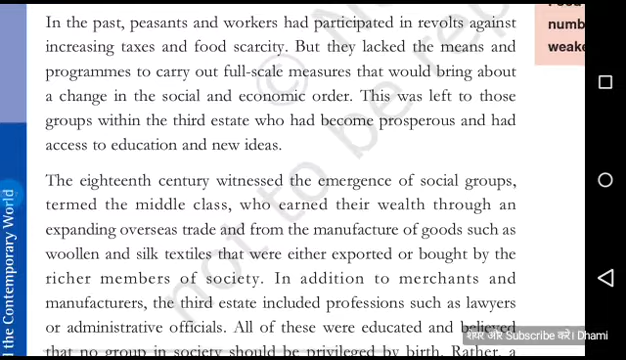 In the past, peasants and workers had participated in revolts against
increasing taxes and food scarcity. But they lacked the means and
programmes to carry out full-scale measures that would bring about
a change in the social and economic order. This was left to those
groups within the third estate who had become prosperous and had
access to education and new ideas.
The eighteenth century witnessed the emergence of social groups,
termed the middle class, who earned their wealth through an
expanding overseas trade and from the manufacture of goods such as
woollen and silk textiles that were either exported or bought by the
richer members of society. In addition to merchants and
manufacturers, the third estate included professions such as lawyers
or administrative officials. All of these were educated and believed
that no group in society should be privileged by birth. Rather, a
numb
weake
d the Contemporary World
© No
not to be rep
शेयर और Subscribe करे। Dhami